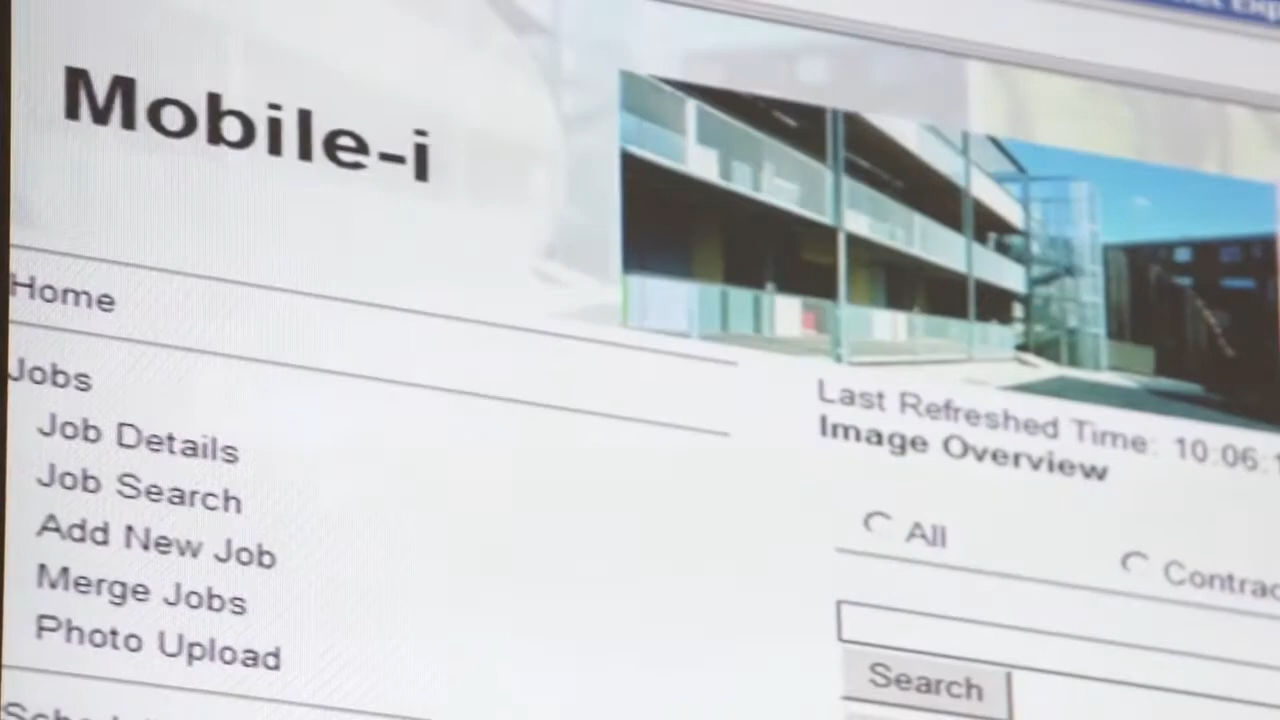 Mobile-i
Home
Jobs
Job Details
Job Search
Add New Job
Merge Jobs
Photo Upload
Last Refreshed Time: 10:06:1
Image Overview
All
Search